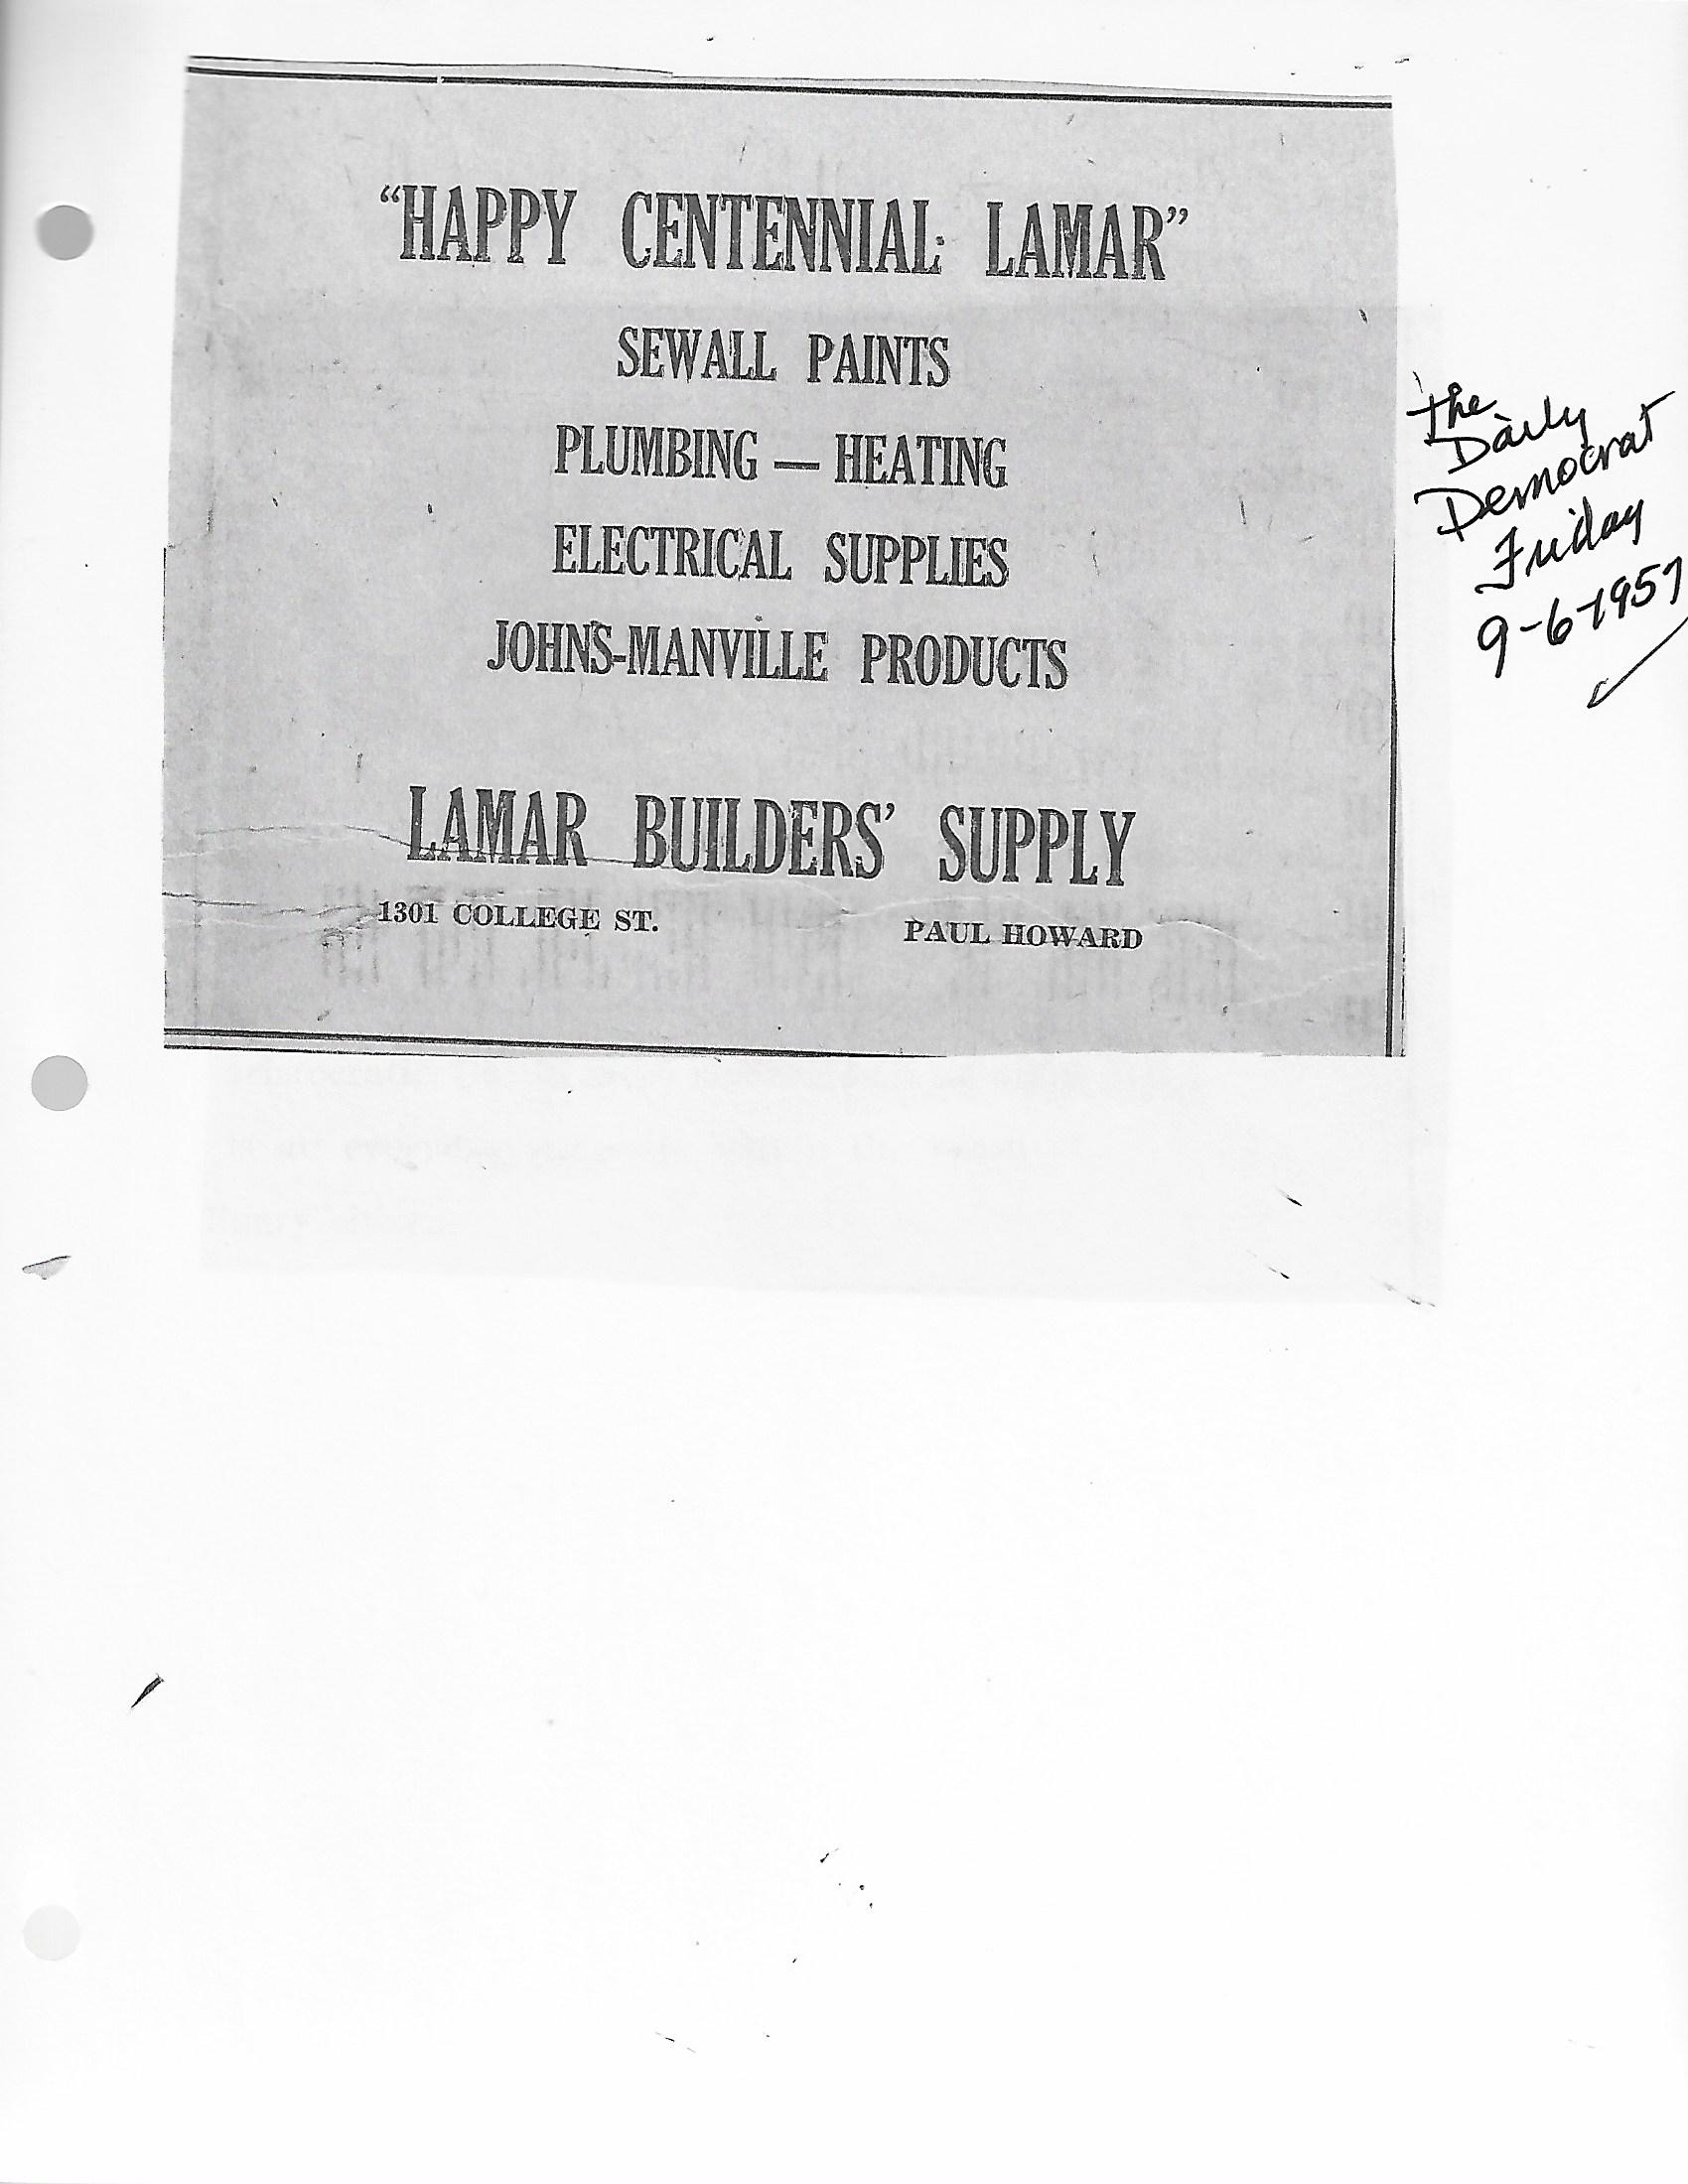 “HAPPY CENTENNIAL LAMAR”
SEWALL PAINTS
PLUMBING — HEATING
ELECTRICAL SUPPLIES
JOHNS-MANVILLE PRODUCTS
LAMAR BUILDERS’ SUPPLY
1301 COLLEGE ST. PAUL HOWARD
The
Daily
Democrat
Friday
9-6-1957